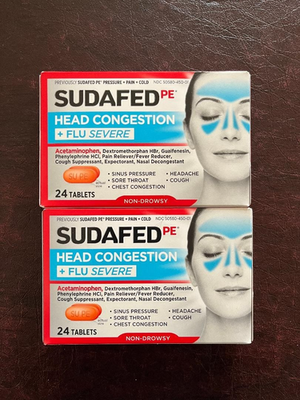 PREVIOUSLY SUDAFED PE® PRESSURE + PAIN + COLD
SUDAFED PE®
HEAD CONGESTION
+ FLU SEVERE
Acetaminophen, Dextromethorphan HBr, Guaifenesin,
Phenylephrine HCl, Pain Reliever/Fever Reducer,
Cough Suppressant, Expectorant, Nasal Decongestant
• SINUS PRESSURE • HEADACHE
• SORE THROAT • COUGH
• CHEST CONGESTION
24 TABLETS
NON-DROWSY
PREVIOUSLY SUDAFED PE® PRESSURE + PAIN + COLD
SUDAFED PE®
HEAD CONGESTION
+ FLU SEVERE
Acetaminophen, Dextromethorphan HBr, Guaifenesin,
Phenylephrine HCl, Pain Reliever/Fever Reducer,
Cough Suppressant, Expectorant, Nasal Decongestant
• SINUS PRESSURE • HEADACHE
• SORE THROAT • COUGH
• CHEST CONGESTION
24 TABLETS
NON-DROWSY